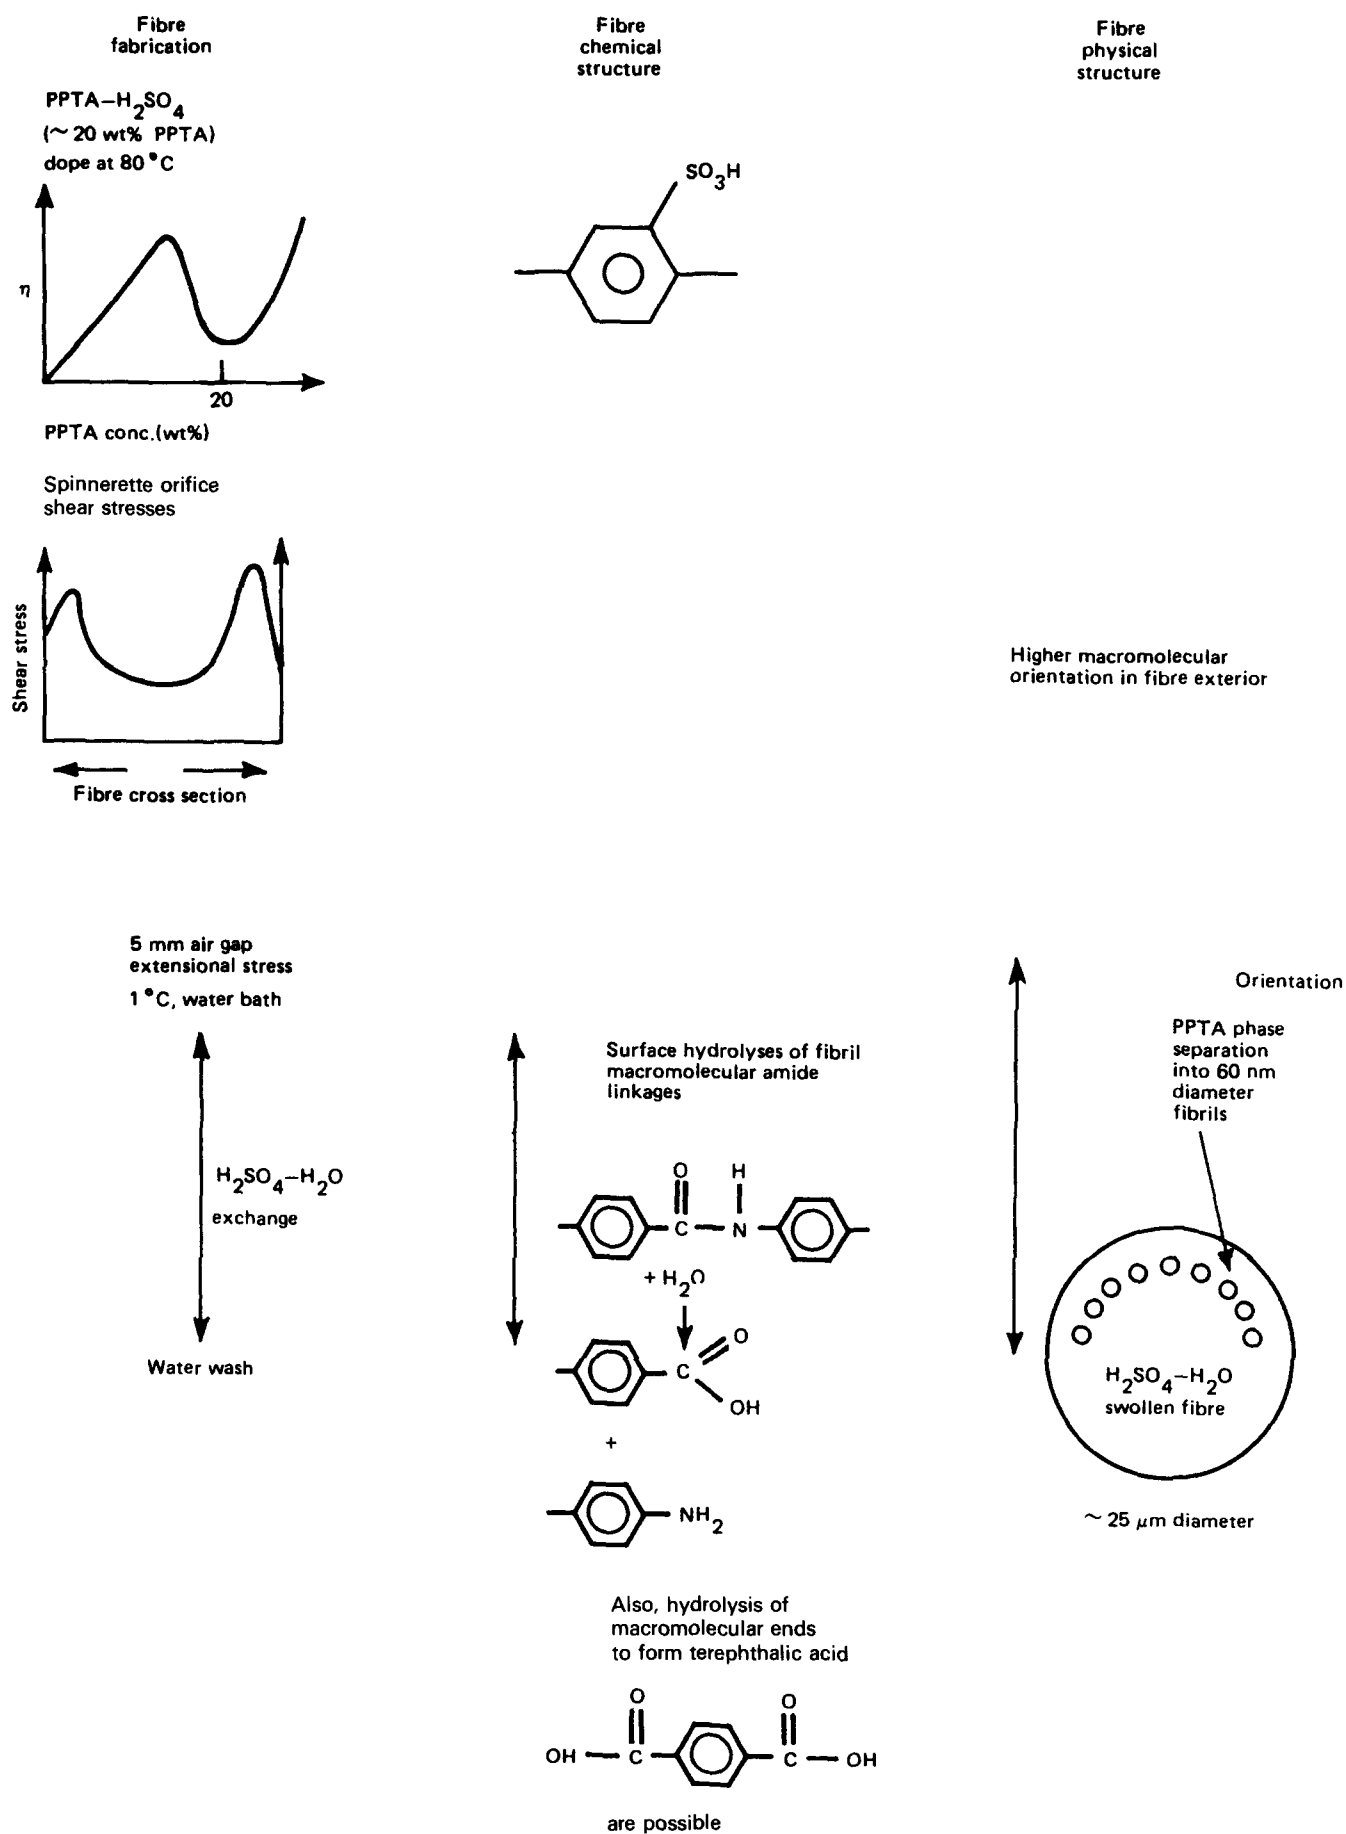 Fibre
fabrication
Fibre
chemical
structure
Fibre
physical
structure
PPTA–H2SO4
(~ 20 wt% PPTA)
dope at 80 °C
η
20
PPTA conc.(wt%)
SO3H
Spinnerette orifice
shear stresses
Shear stress
Fibre cross section
Higher macromolecular
orientation in fibre exterior
5 mm air gap
extensional stress
1 °C, water bath
H2SO4–H2O
exchange
Water wash
Surface hydrolyses of fibril
macromolecular amide
linkages
O H
C N
+ H2O
C O
OH
+
NH2
Also, hydrolysis of
macromolecular ends
to form terephthalic acid
O O
OH C C OH
are possible
Orientation
PPTA phase
separation
into 60 nm
diameter
fibrils
H2SO4–H2O
swollen fibre
~ 25 μm diameter